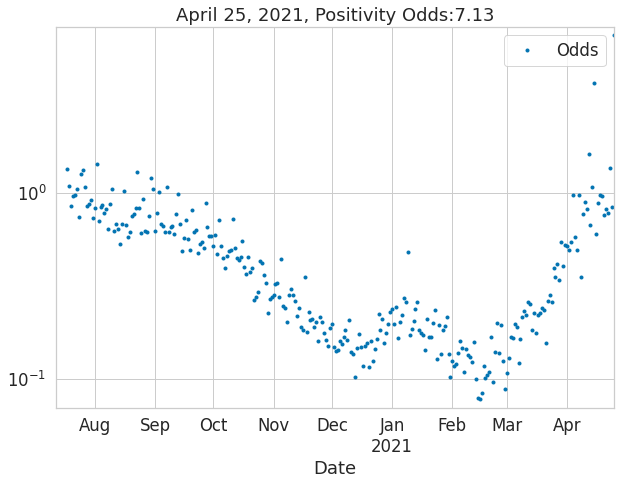 April 25, 2021, Positivity Odds:7.13
Odds
10⁰
10⁻¹
Aug Sep Oct Nov Dec Jan Feb Mar Apr
2021
Date